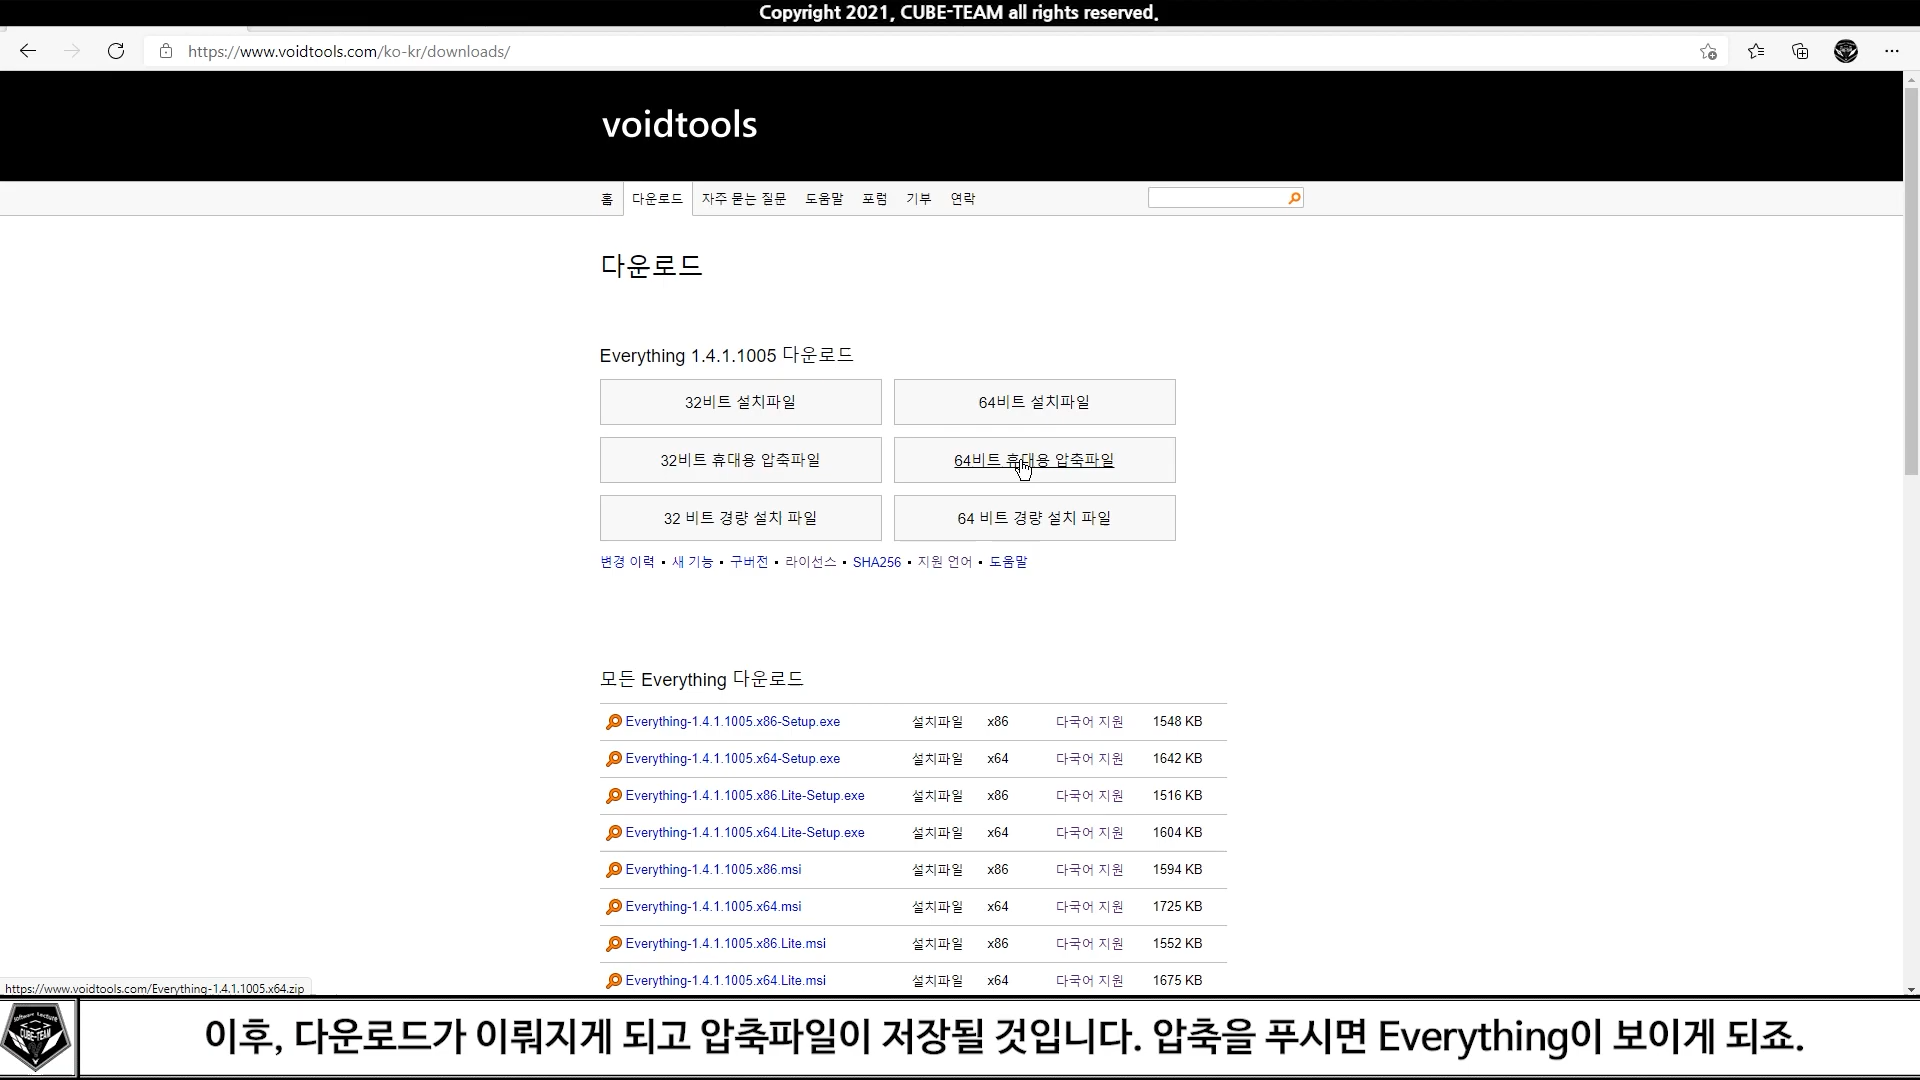 Copyright 2021, CUBE-TEAM all rights reserved.
https://www.voidtools.com/ko-kr/downloads/
voidtools
홈 다운로드 자주 묻는 질문 도움말 포럼 기부 연락
다운로드
Everything 1.4.1.1005 다운로드
32비트 설치파일 64비트 설치파일
32비트 휴대용 압축파일 64비트 휴대용 압축파일
32 비트 경량 설치 파일 64 비트 경량 설치 파일
변경 이력 ▪ 새 기능 ▪ 구버전 ▪ 라이선스 ▪ SHA256 ▪ 지원 언어 ▪ 도움말
모든 Everything 다운로드
Everything-1.4.1.1005.x86-Setup.exe 설치파일 x86 다국어 지원 1548 KB
Everything-1.4.1.1005.x64-Setup.exe 설치파일 x64 다국어 지원 1642 KB
Everything-1.4.1.1005.x86.Lite-Setup.exe 설치파일 x86 다국어 지원 1516 KB
Everything-1.4.1.1005.x64.Lite-Setup.exe 설치파일 x64 다국어 지원 1604 KB
Everything-1.4.1.1005.x86.msi 설치파일 x86 다국어 지원 1594 KB
Everything-1.4.1.1005.x64.msi 설치파일 x64 다국어 지원 1725 KB
Everything-1.4.1.1005.x86.Lite.msi 설치파일 x86 다국어 지원 1552 KB
Everything-1.4.1.1005.x64.Lite.msi 설치파일 x64 다국어 지원 1675 KB
https://www.voidtools.com/Everything-1.4.1.1005.x64.zip
Software Lecture
CUBE-TEAM
이후, 다운로드가 이뤄지게 되고 압축파일이 저장될 것입니다. 압축을 푸시면 Everything이 보이게 되죠.